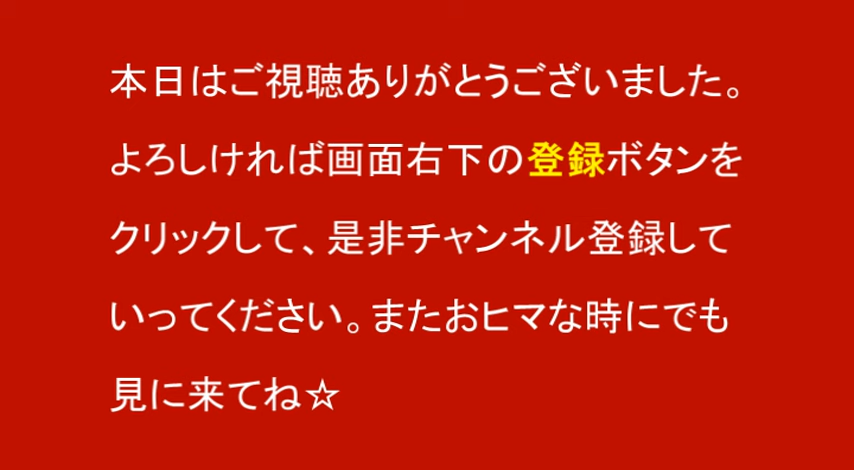 本日はご視聴ありがとうございました。
よろしければ画面右下の登録ボタンを
クリックして、是非チャンネル登録して
いってください。またおヒマな時にでも
見に来てね☆